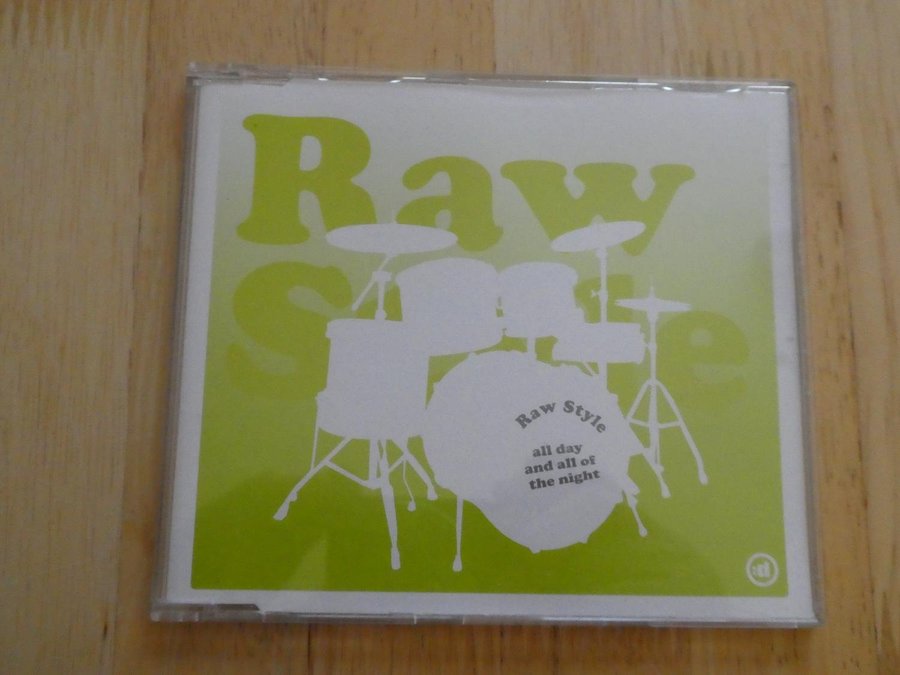 Raw
Style
Raw Style
all day
and all of
the night
:d